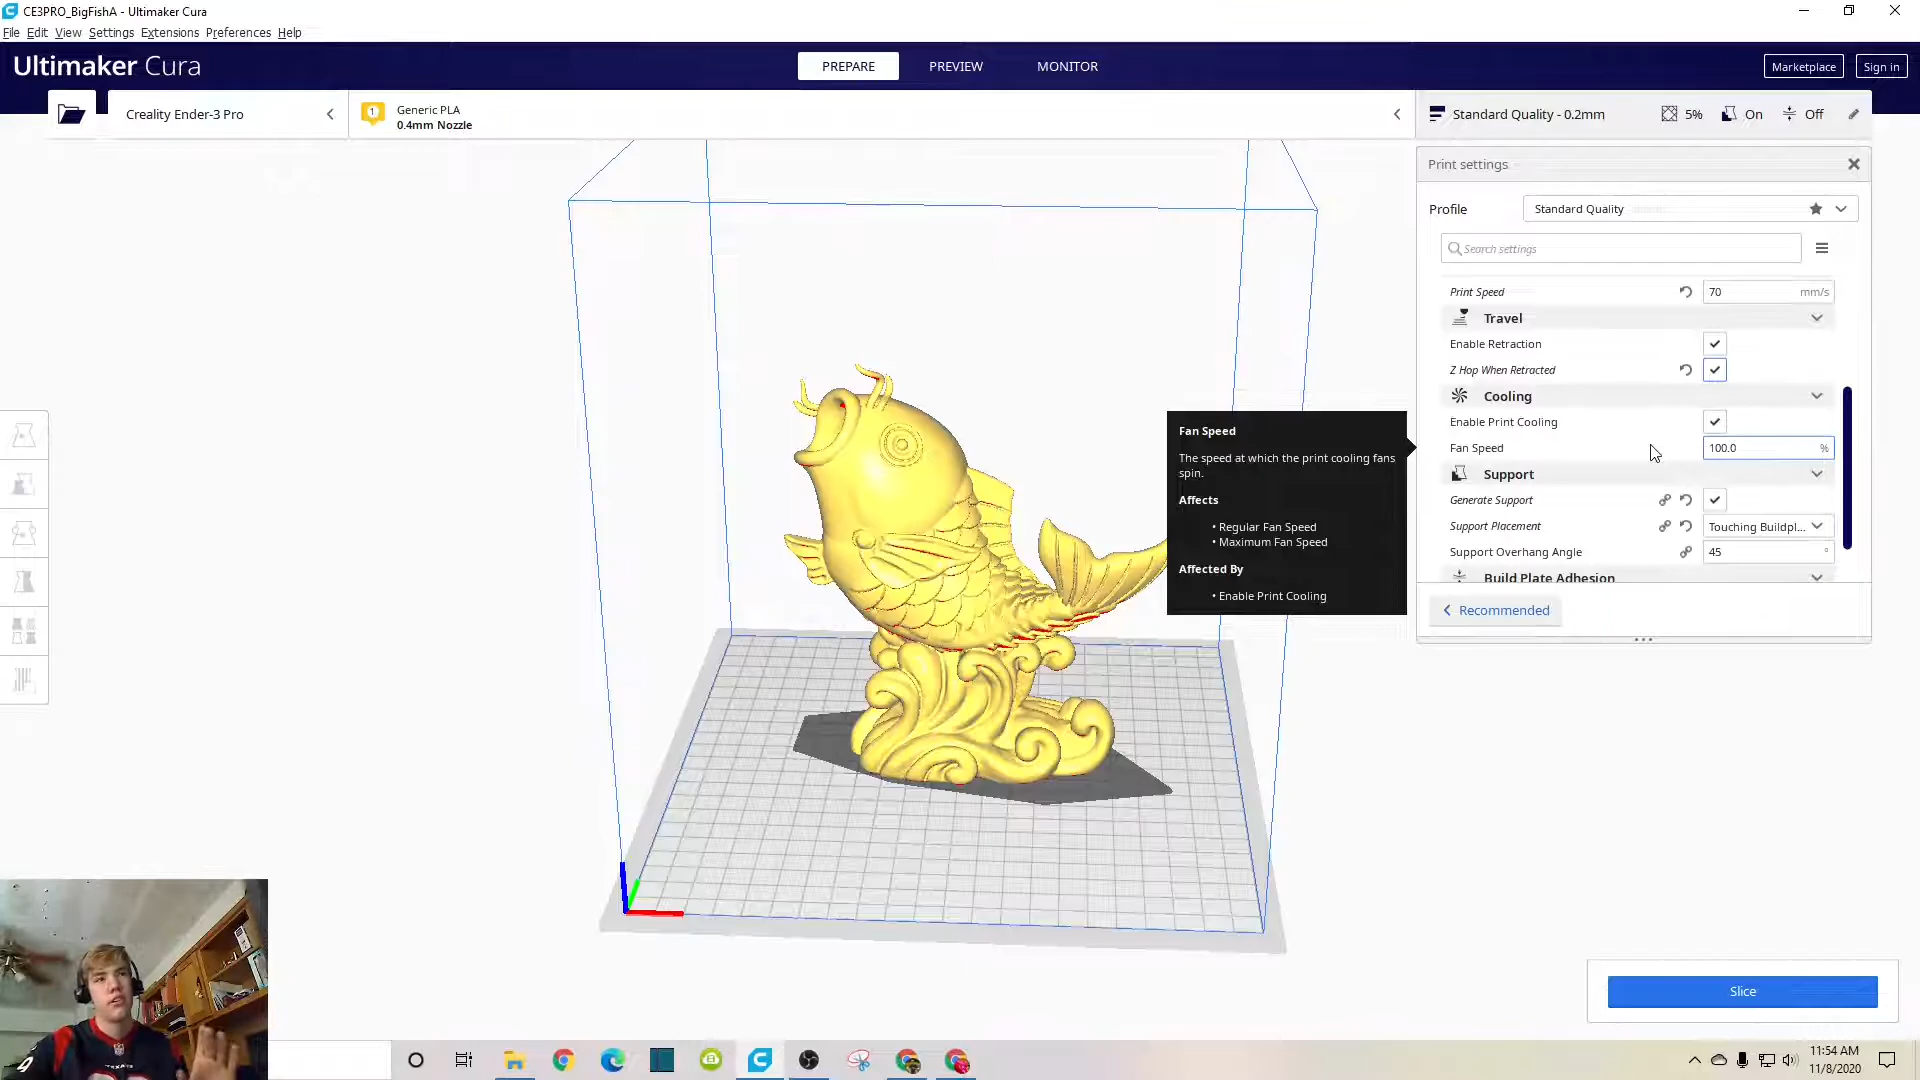 CE3PRO_BigFishA - Ultimaker Cura
File Edit View Settings Extensions Preferences Help
Ultimaker Cura
PREPARE
PREVIEW
MONITOR
Marketplace
Sign in
Creality Ender-3 Pro
1
Generic PLA
0.4mm Nozzle
Standard Quality - 0.2mm
5%
On
Off
Print settings
Profile
Standard Quality
Search settings
Print Speed
70 mm/s
Travel
Enable Retraction
Z Hop When Retracted
Cooling
Enable Print Cooling
Fan Speed
100.0 %
Support
Generate Support
Support Placement
Touching Buildpl...
Support Overhang Angle
45 °
Build Plate Adhesion
Recommended
Fan Speed
The speed at which the print cooling fans
spin.
Affects
• Regular Fan Speed
• Maximum Fan Speed
Affected By
• Enable Print Cooling
Slice
TEXANS
11:54 AM
11/8/2020